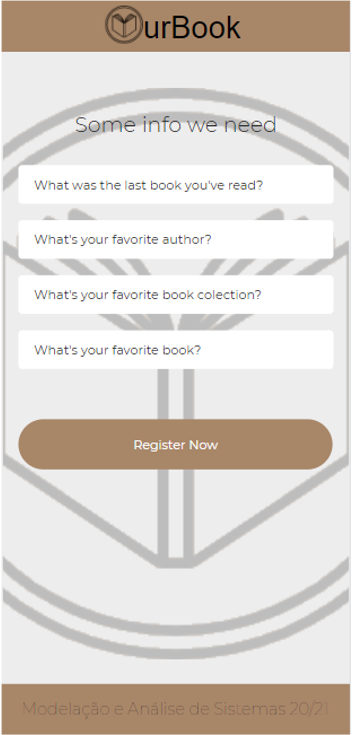 OurBook
Some info we need
What was the last book you've read?
What's your favorite author?
What's your favorite book colection?
What's your favorite book?
Register Now
Modelação e Análise de Sistemas 20/21